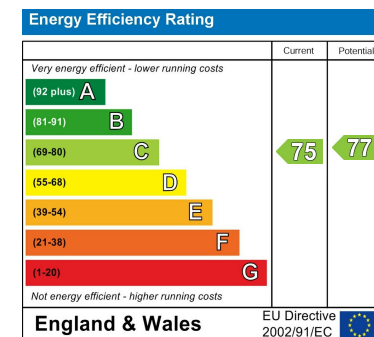 Energy Efficiency Rating
Current Potential
Very energy efficient - lower running costs
(92 plus) A
(81-91) B
(69-80) C
75 77
(55-68) D
(39-54) E
(21-38) F
(1-20) G
Not energy efficient - higher running costs
England & Wales
EU Directive
2002/91/EC